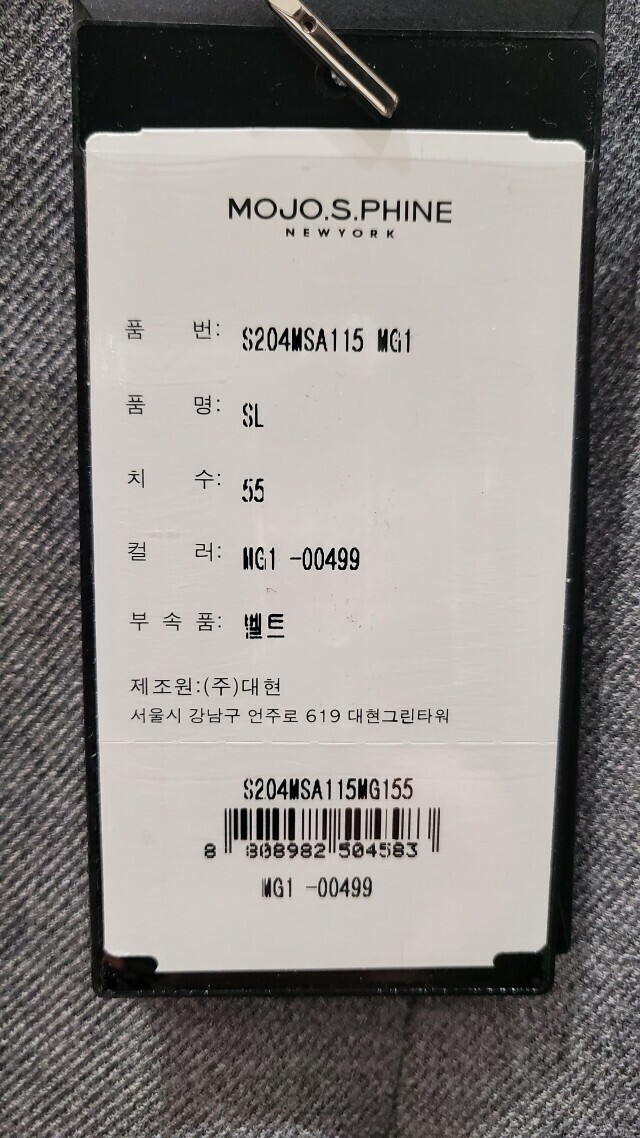 MOJO.S.PHINE
NEWYORK
품 번: S204MSA115 MG1
품 명: SL
치 수: 55
컬 러: MG1 -00499
부 속 품: 벨트
제조원:(주)대현
서울시 강남구 언주로 619 대현그린타워
S204MSA115MG155
8 808982 504583
MG1 -00499